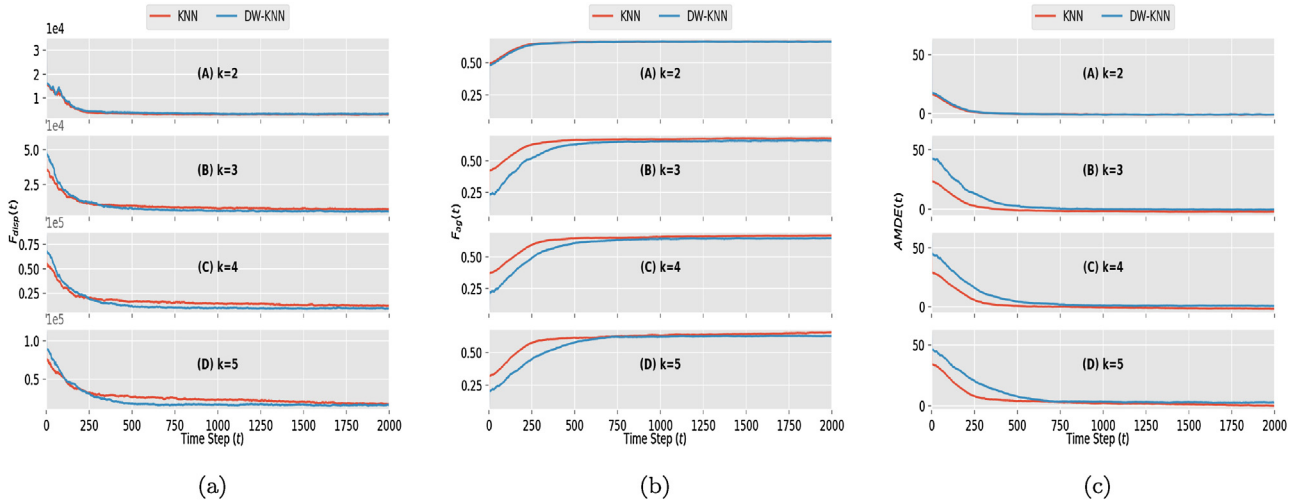 KNN DW-KNN
1e4
3
2
1
(A) k=2
1e4
5.0
2.5
(B) k=3
1e5
0.75
0.50
0.25
(C) k=4
1e5
1.0
0.5
(D) k=5
F_disp(t)
0 250 500 750 1000 1250 1500 1750 2000
Time Step (t)
(a)
KNN DW-KNN
0.50
0.25
(A) k=2
0.50
0.25
(B) k=3
0.50
0.25
(C) k=4
0.50
0.25
(D) k=5
F_ag(t)
0 250 500 750 1000 1250 1500 1750 2000
Time Step (t)
(b)
KNN DW-KNN
50
0
(A) k=2
50
0
(B) k=3
50
0
(C) k=4
50
0
(D) k=5
AMDE(t)
0 250 500 750 1000 1250 1500 1750 2000
Time Step (t)
(c)